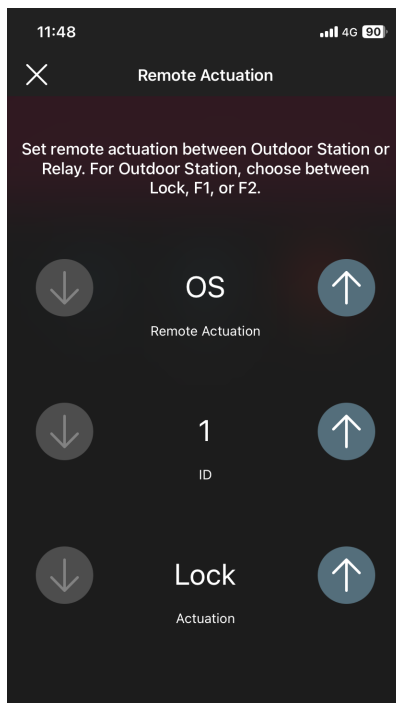 11:48
4G 90
Remote Actuation
Set remote actuation between Outdoor Station or
Relay. For Outdoor Station, choose between
Lock, F1, or F2.
OS
Remote Actuation
1
ID
Lock
Actuation